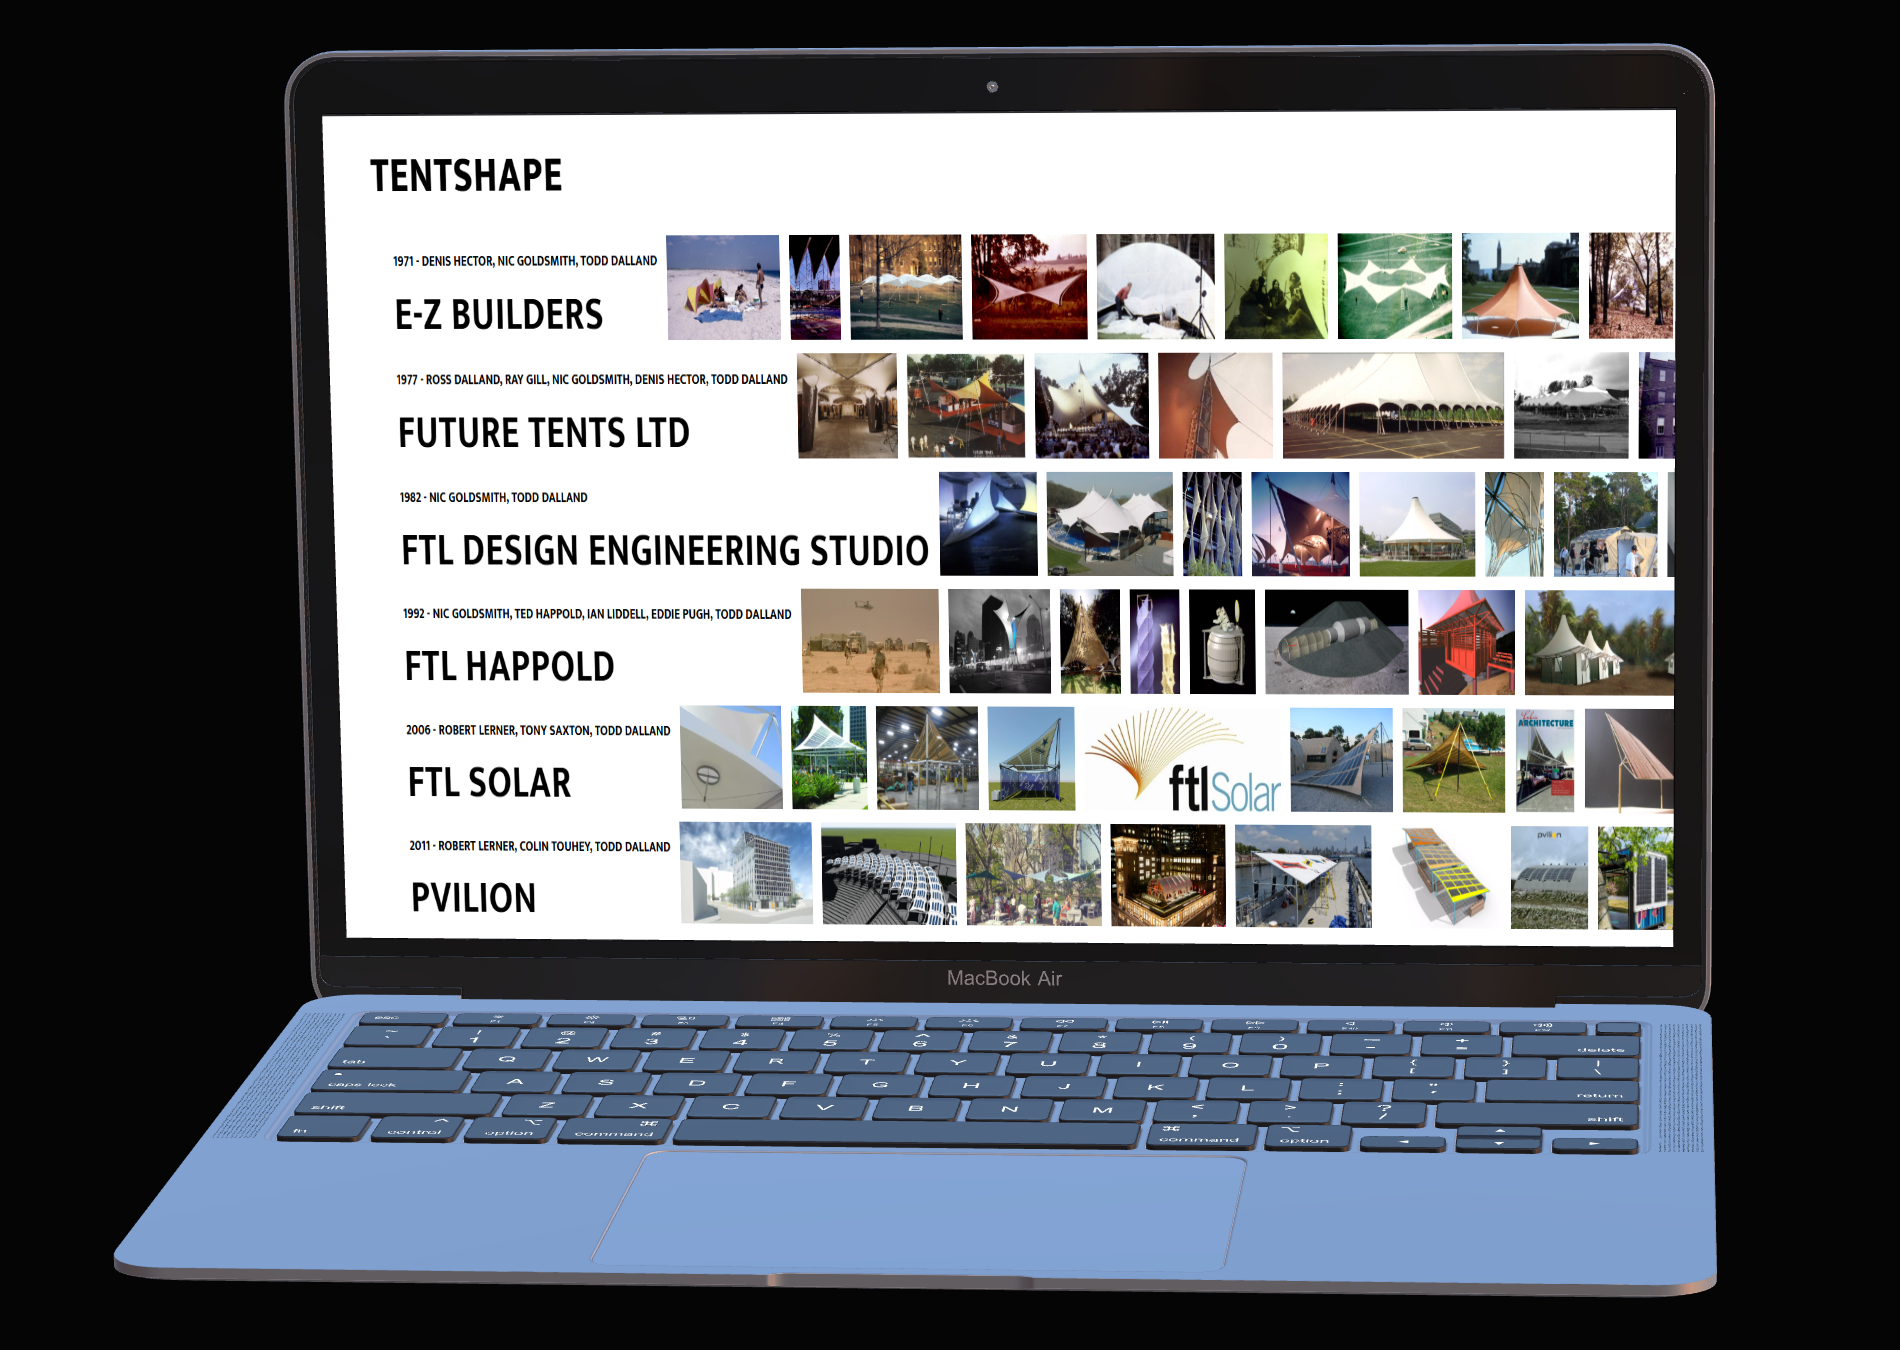 TENTSHAPE
1971 - DENIS HECTOR, NIC GOLDSMITH, TODD DALLAND
E-Z BUILDERS
1977 - ROSS DALLAND, RAY GILL, NIC GOLDSMITH, DENIS HECTOR, TODD DALLAND
FUTURE TENTS LTD
1982 - NIC GOLDSMITH, TODD DALLAND
FTL DESIGN ENGINEERING STUDIO
1992 - NIC GOLDSMITH, TED HAPPOLD, IAN LIDDELL, EDDIE PUGH, TODD DALLAND
FTL HAPPOLD
2006 - ROBERT LERNER, TONY SAXTON, TODD DALLAND
FTL SOLAR
ftlSolar
ARCHITECTURE
2011 - ROBERT LERNER, COLIN TOUHEY, TODD DALLAND
PVILION
pvilion
MacBook Air
esc
~ ! @ # $ % ^ & * ( ) — +
` 1 2 3 4 5 6 7 8 9 0 - = delete
tab Q W E R T Y U I O P { [ } ] | \
caps lock A S D F G H J K L : ; " ' return
shift Z X C V B N M < , > . ? / shift
fn control option command command option